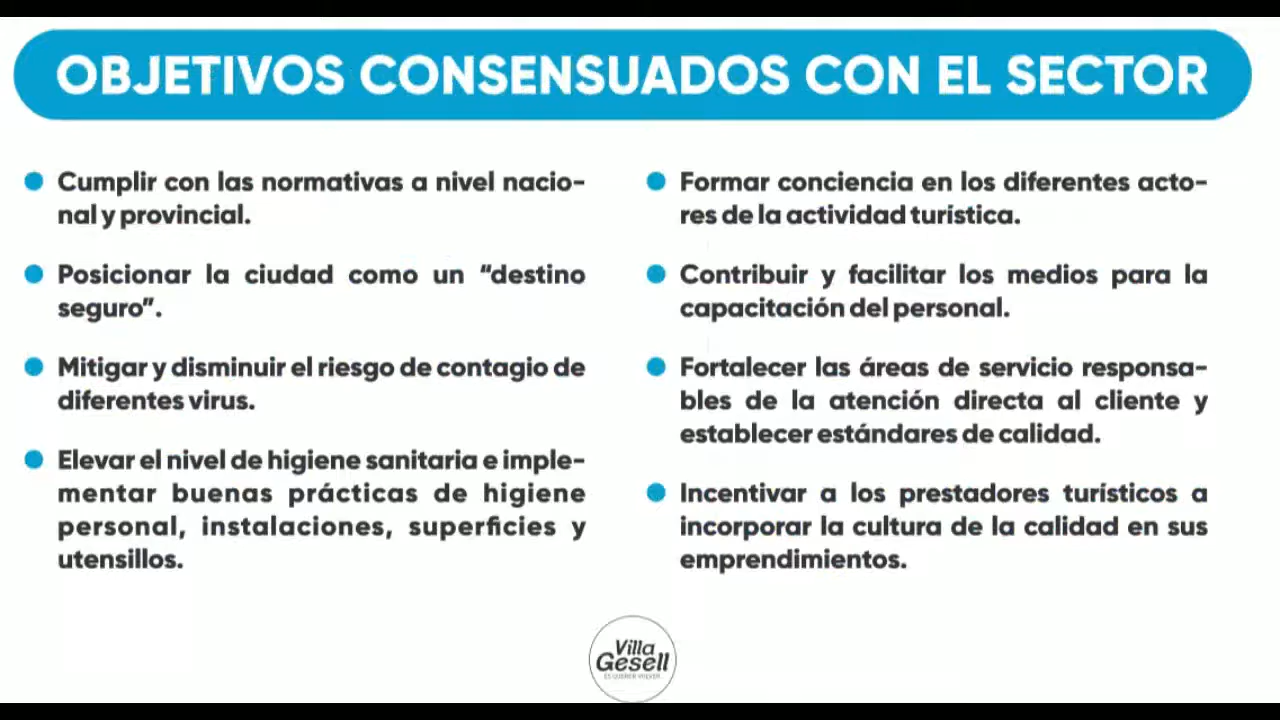 OBJETIVOS CONSENSUADOS CON EL SECTOR
Cumplir con las normativas a nivel nacio-
nal y provincial.
Posicionar la ciudad como un “destino
seguro”.
Mitigar y disminuir el riesgo de contagio de
diferentes virus.
Elevar el nivel de higiene sanitaria e imple-
mentar buenas prácticas de higiene
personal, instalaciones, superficies y
utensillos.
Formar conciencia en los diferentes acto-
res de la actividad turística.
Contribuir y facilitar los medios para la
capacitación del personal.
Fortalecer las áreas de servicio responsa-
bles de la atención directa al cliente y
establecer estándares de calidad.
Incentivar a los prestadores turísticos a
incorporar la cultura de la calidad en sus
emprendimientos.
Villa
Gesell
ES QUERER VOLVER